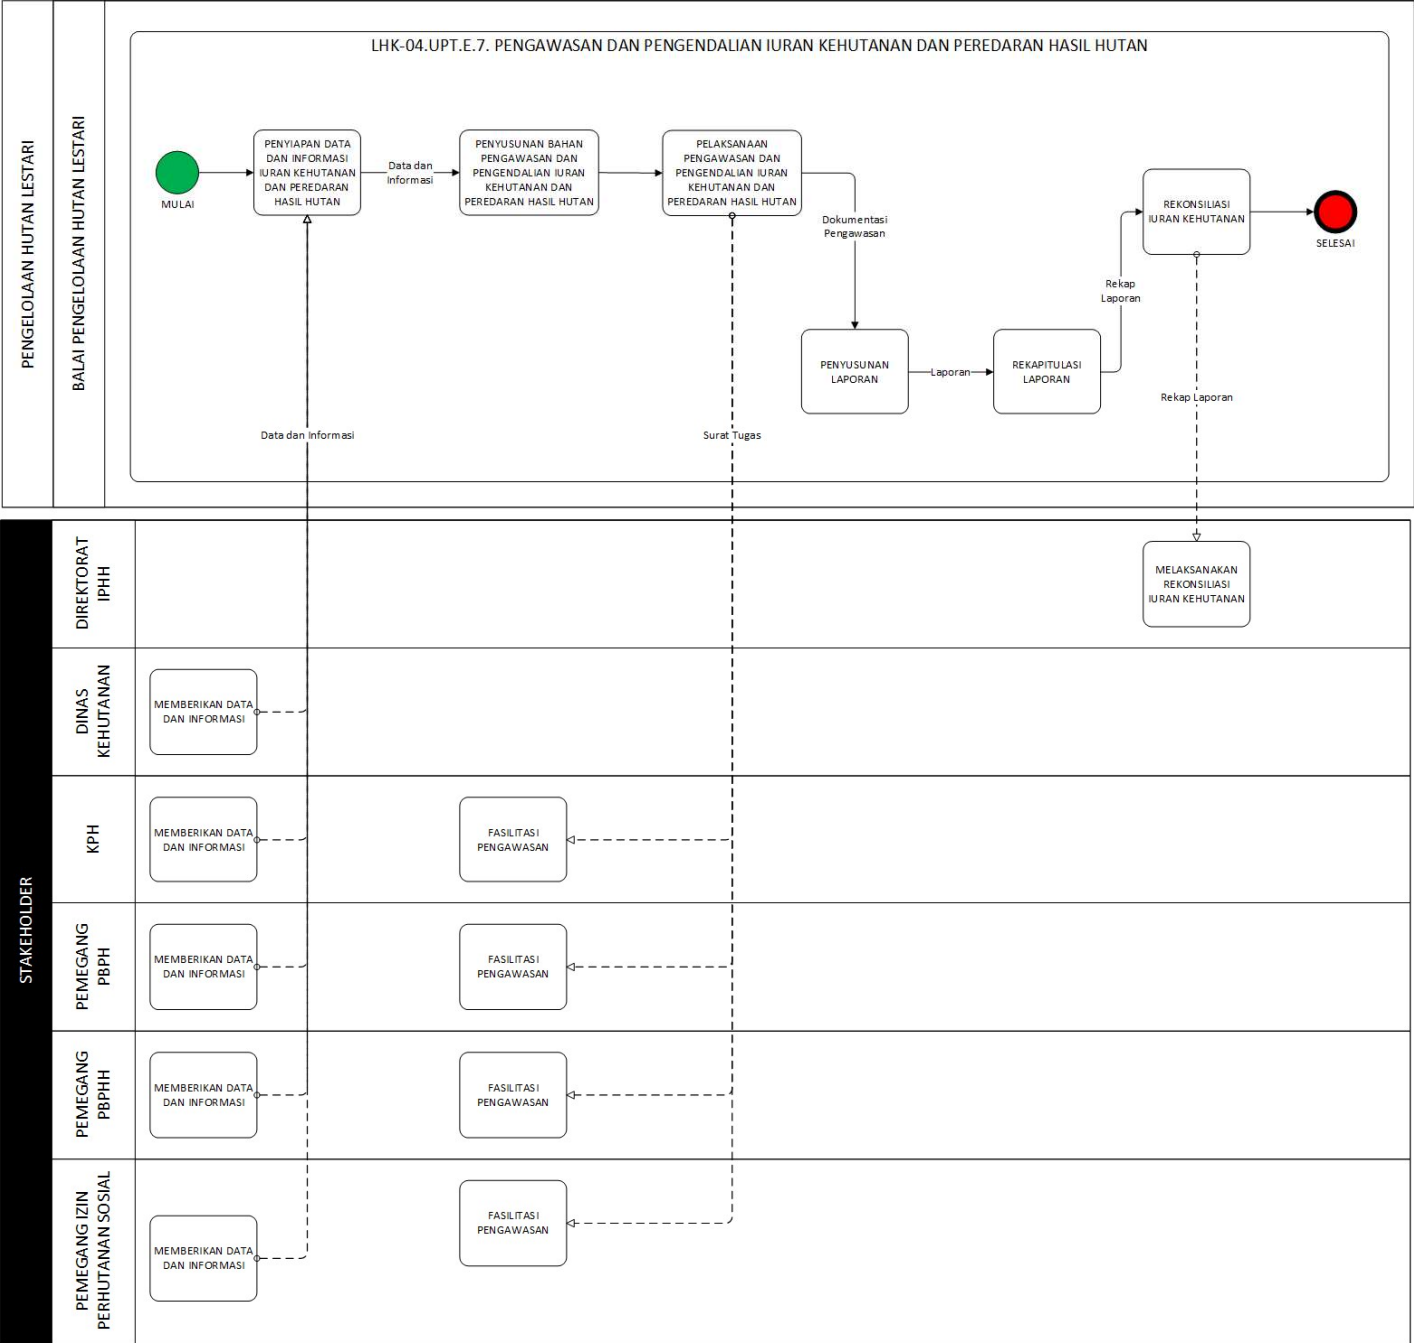 LHK-04.UPT.E.7. PENGAWASAN DAN PENGENDALIAN IURAN KEHUTANAN DAN PEREDARAN HASIL HUTAN
PENGELOLAAN HUTAN LESTARI
BALAI PENGELOLAAN HUTAN LESTARI
MULAI
PENYIAPAN DATA
DAN INFORMASI
IURAN KEHUTANAN
DAN PEREDARAN
HASIL HUTAN
Data dan
Informasi
PENYUSUNAN BAHAN
PENGAWASAN DAN
PENGENDALIAN IURAN
KEHUTANAN DAN
PEREDARAN HASIL HUTAN
PELAKSANAAN
PENGAWASAN DAN
PENGENDALIAN IURAN
KEHUTANAN DAN
PEREDARAN HASIL HUTAN
Dokumentasi
Pengawasan
PENYUSUNAN
LAPORAN
Laporan
REKAPITULASI
LAPORAN
Rekap
Laporan
REKONSILIASI
IURAN KEHUTANAN
SELESAI
Rekap Laporan
Data dan Informasi
Surat Tugas
STAKEHOLDER
DIREKTORAT
IPHH
MELAKSANAKAN
REKONSILIASI
IURAN KEHUTANAN
DINAS
KEHUTANAN
MEMBERIKAN DATA
DAN INFORMASI
KPH
MEMBERIKAN DATA
DAN INFORMASI
FASILITASI
PENGAWASAN
PEMEGANG
PBPH
MEMBERIKAN DATA
DAN INFORMASI
FASILITASI
PENGAWASAN
PEMEGANG
PBPHH
MEMBERIKAN DATA
DAN INFORMASI
FASILITASI
PENGAWASAN
PEMEGANG IZIN
PERHUTANAN SOSIAL
MEMBERIKAN DATA
DAN INFORMASI
FASILITASI
PENGAWASAN